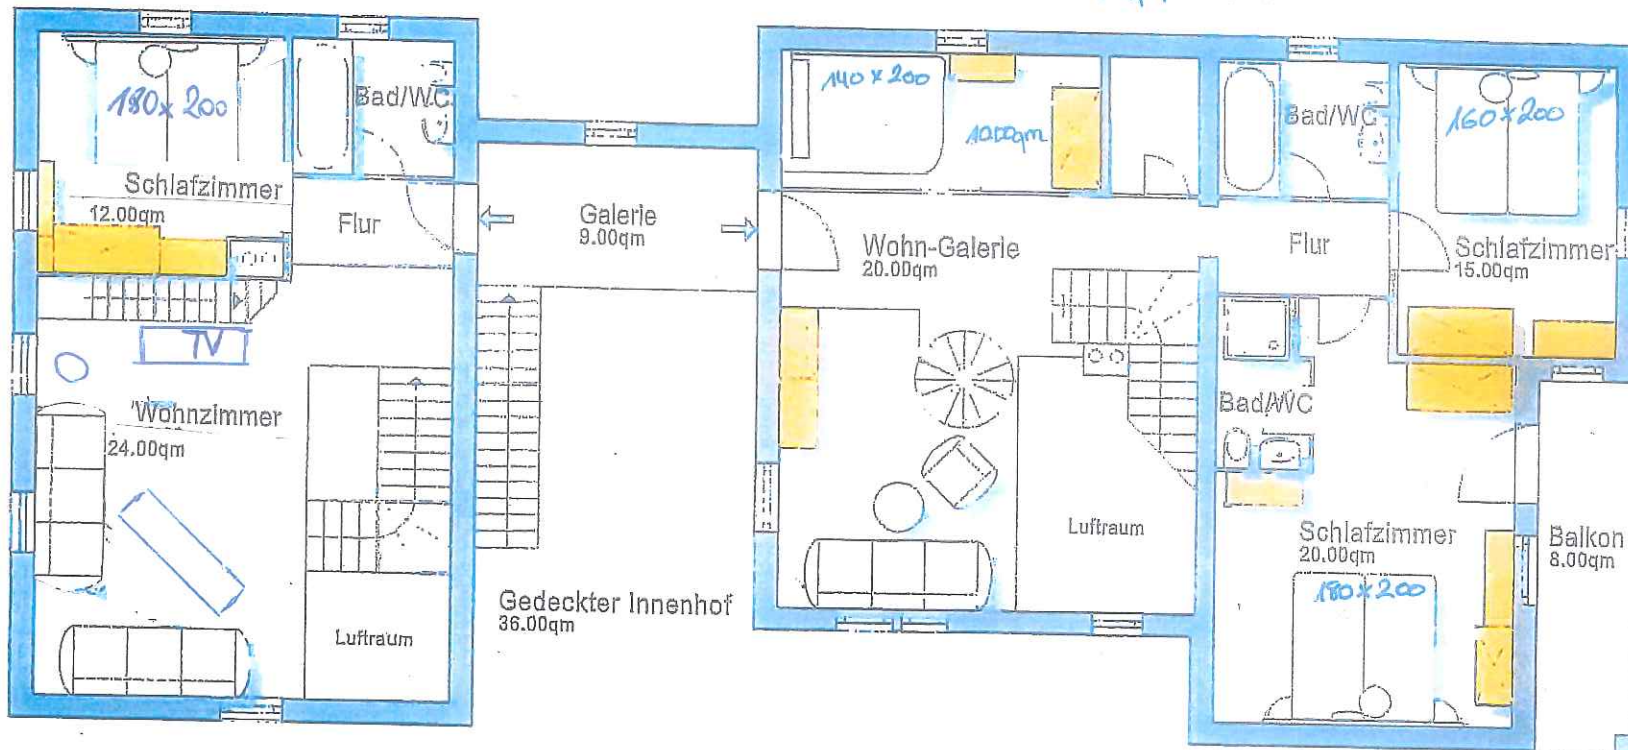 180x200
Bad/WC
Schlafzimmer
12.00qm
Flur
TV
Wohnzimmer
24.00qm
Luftraum
Galerie
9.00qm
Gedeckter Innenhof
36.00qm
140x200
10.00qm
Wohn-Galerie
20.00qm
Luftraum
Bad/WC
Flur
160x200
Schlafzimmer
15.00qm
Bad/WC
Schlafzimmer
20.00qm
180x200
Balkon
8.00qm